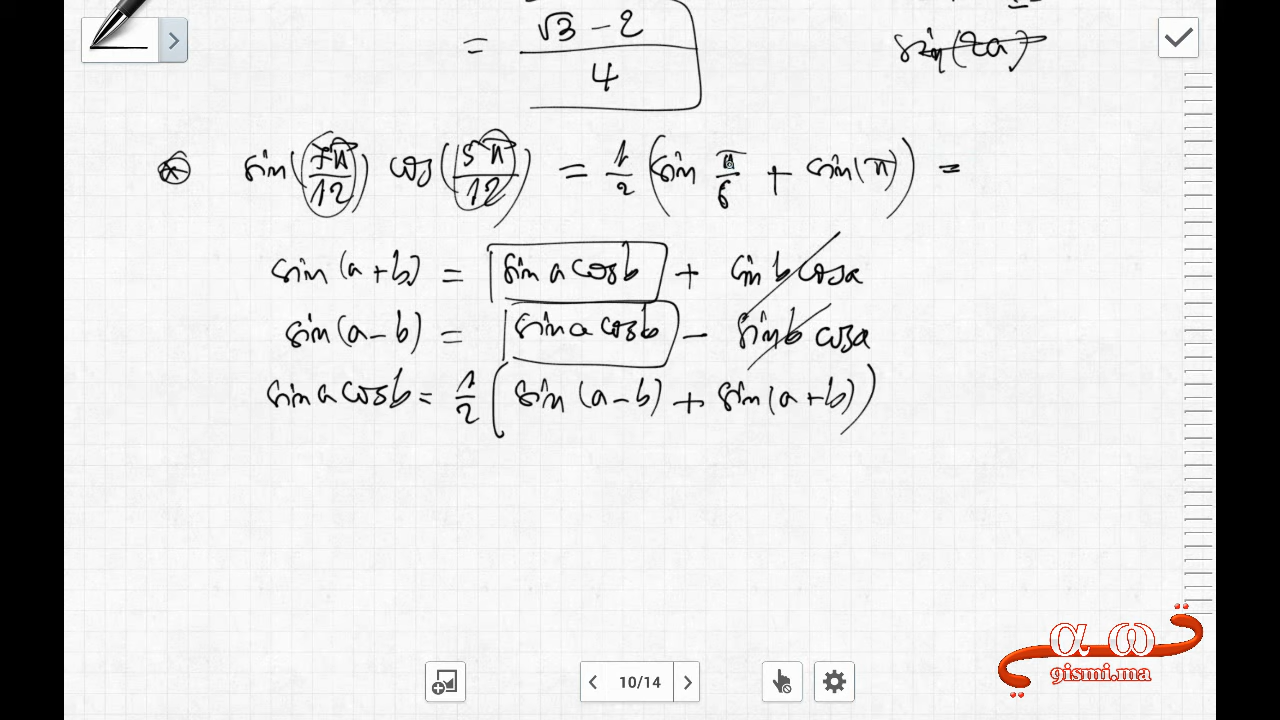 = (√3 − 2)/4
sin(2a)
⊛ sin(7π/12) cos(5π/12) = 1/2 (sin π/6 + sin(π)) =
sin(a+b) = sin a cos b + sin b cos a
sin(a−b) = sin a cos b − sin b cos a
sin a cos b = 1/2 (sin(a−b) + sin(a+b))
α ω
gismi.ma
10/14